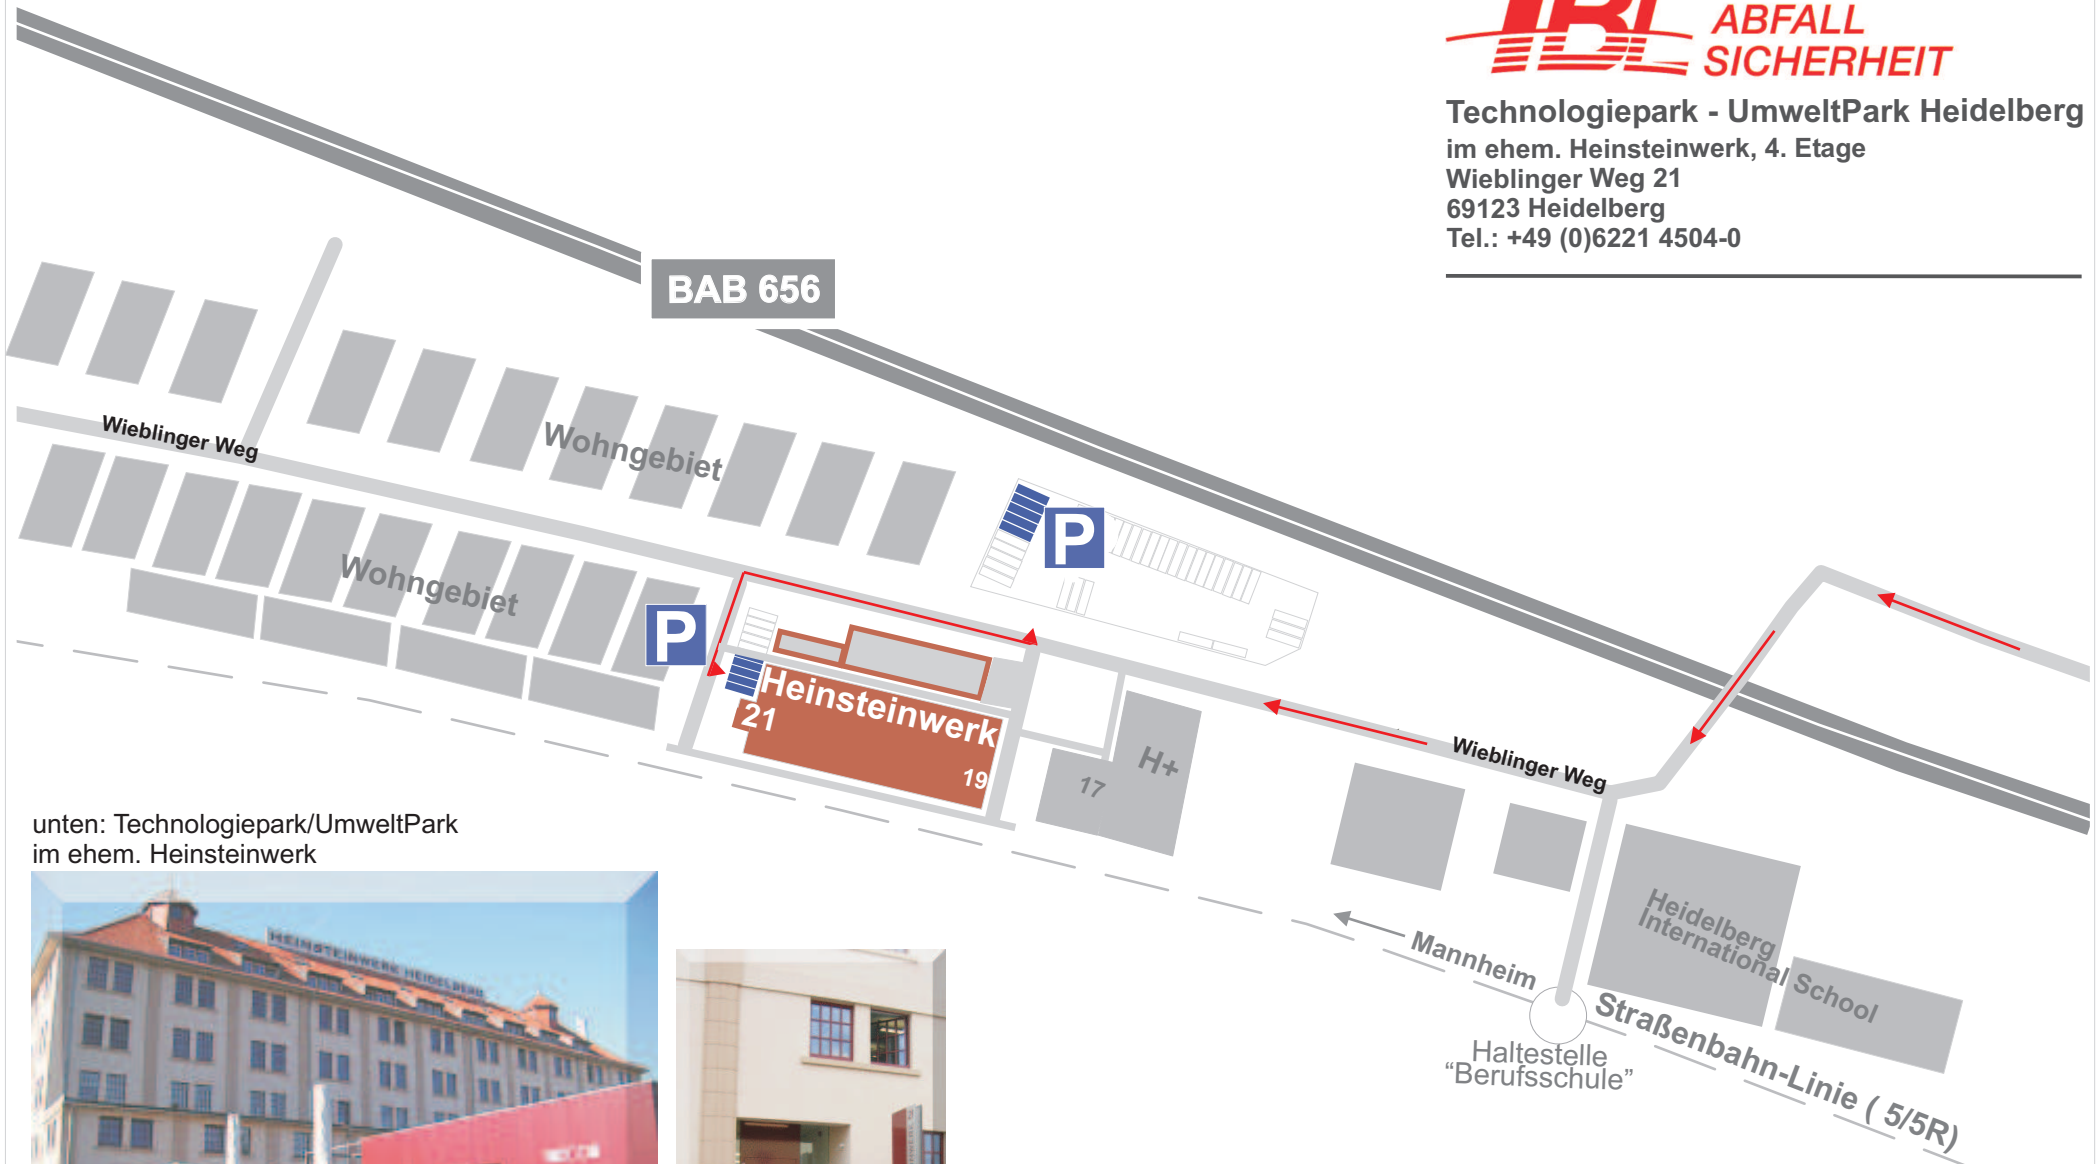 IBL
ABFALL
SICHERHEIT
Technologiepark - UmweltPark Heidelberg
im ehem. Heinsteinwerk, 4. Etage
Wieblinger Weg 21
69123 Heidelberg
Tel.: +49 (0)6221 4504-0
BAB 656
Wieblinger Weg
Wohngebiet
P
Wohngebiet
P
Heinsteinwerk
21
19
H+
17
Wieblinger Weg
Heidelberg
International School
Mannheim
Straßenbahn-Linie ( 5/5R)
Haltestelle
“Berufsschule”
unten: Technologiepark/UmweltPark
im ehem. Heinsteinwerk
HEINSTEINWERK HEIDELBERG